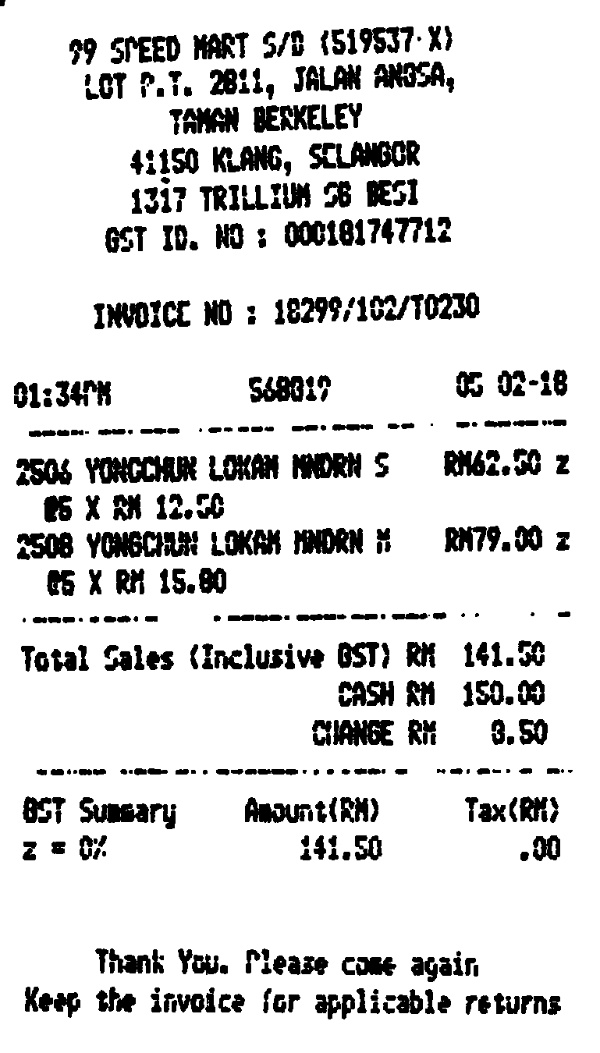 99 SPEED MART S/B (519537-X)
LOT P.T. 2811, JALAN ANGSA,
TAMAN BERKELEY
41150 KLANG, SELANGOR
1317 TRILLIUM SG BESI
GST ID. NO : 000181747712
INVOICE NO : 18299/102/T0230
01:34PM 568019 05-02-18
2506 YONGCHUN LOKAM MNDRN S RM62.50 z
@5 X RM 12.50
2508 YONGCHUN LOKAM MNDRN M RM79.00 z
@5 X RM 15.80
Total Sales (Inclusive GST) RM 141.50
CASH RM 150.00
CHANGE RM 8.50
GST Summary Amount(RM) Tax(RM)
z = 0% 141.50 .00
Thank You. Please come again
Keep the invoice for applicable returns